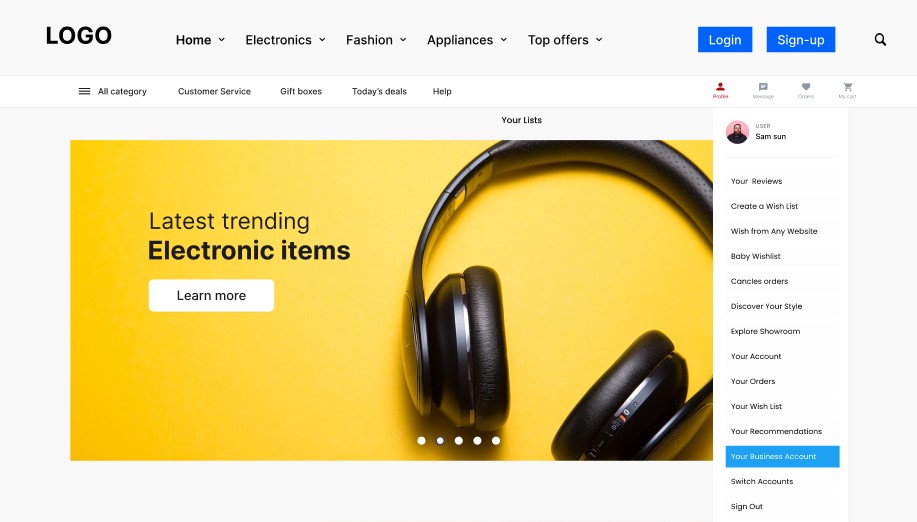 LOGO
Home
Electronics
Fashion
Appliances
Top offers
Login
Sign-up
All category
Customer Service
Gift boxes
Today's deals
Help
Profile
Message
Orders
My cart
Your Lists
USER
Sam sun
Latest trending
Electronic items
Learn more
Your Reviews
Create a Wish List
Wish from Any Website
Baby Wishlist
Cancles orders
Discover Your Style
Explore Showroom
Your Account
Your Orders
Your Wish List
Your Recommendations
Your Business Account
Switch Accounts
Sign Out